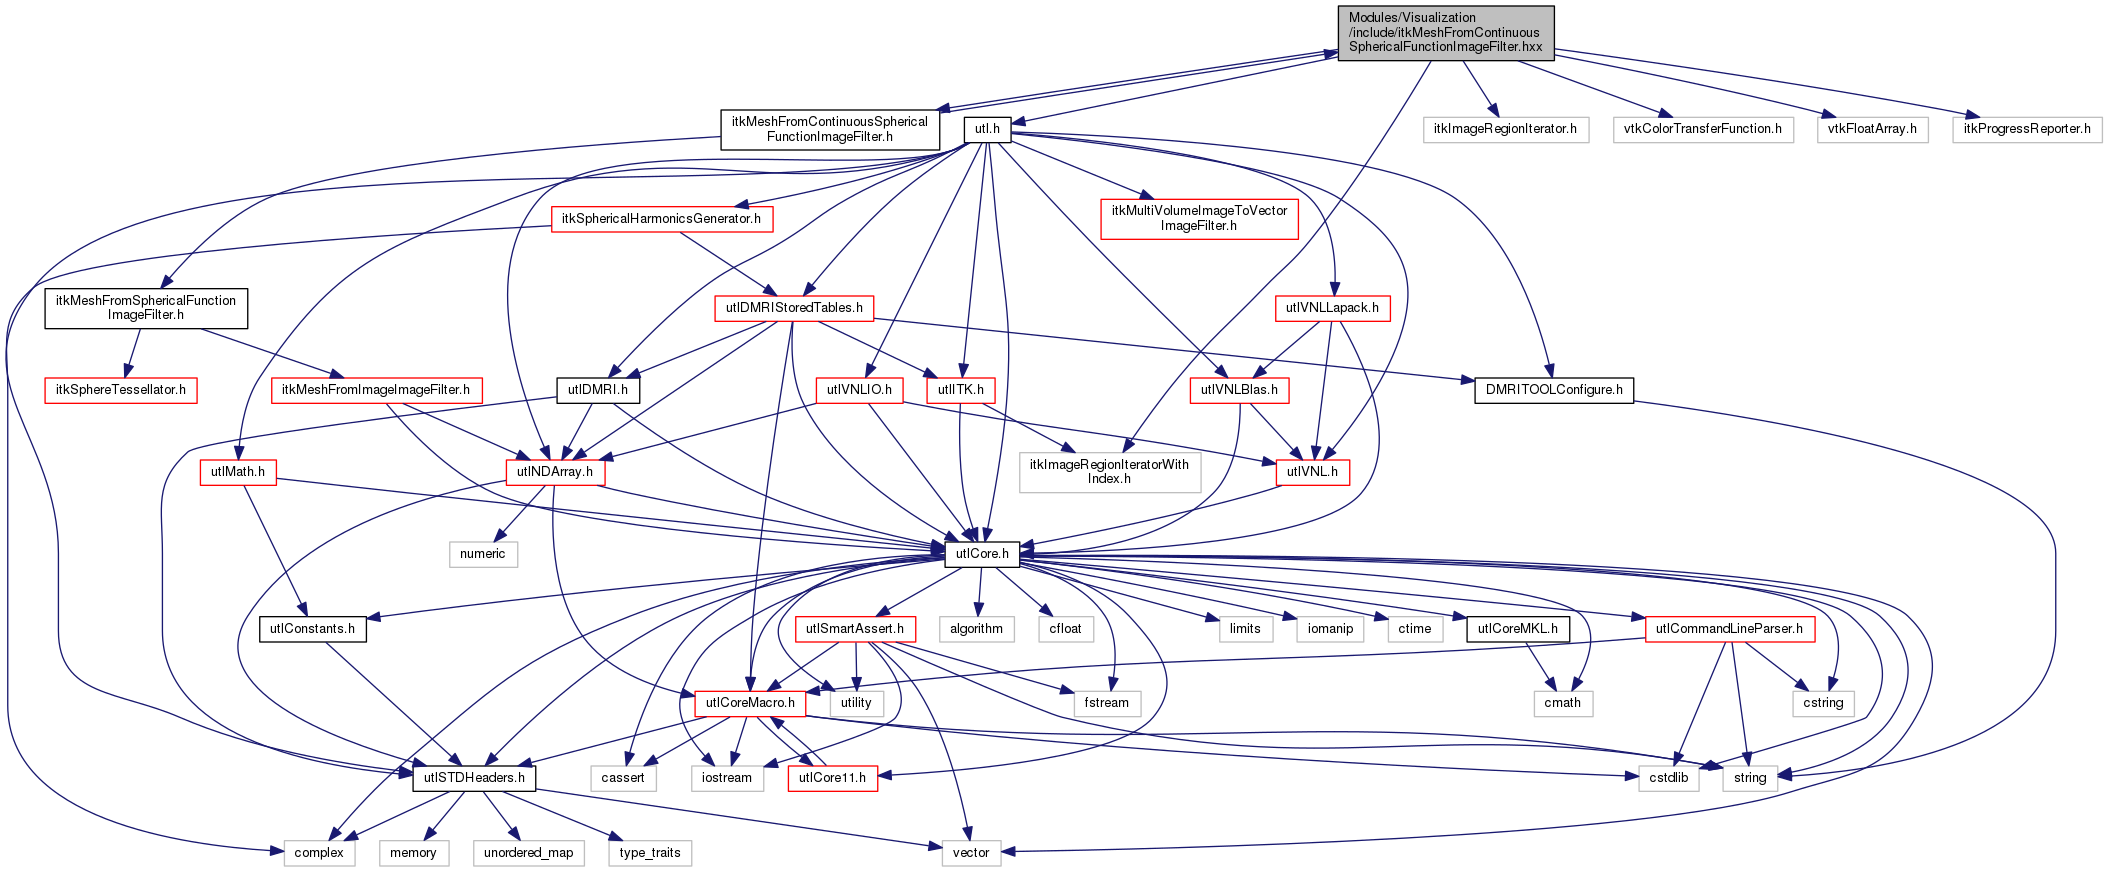 Modules/Visualization
/include/itkMeshFromContinuous
SphericalFunctionImageFilter.hxx
itkMeshFromContinuousSpherical
FunctionImageFilter.h
utl.h
itkImageRegionIterator.h
vtkColorTransferFunction.h
vtkFloatArray.h
itkProgressReporter.h
itkSphericalHarmonicsGenerator.h
itkMultiVolumeImageToVector
ImageFilter.h
itkMeshFromSphericalFunction
ImageFilter.h
utlDMRIStoredTables.h
utlVNLLapack.h
itkSphereTessellator.h
itkMeshFromImageImageFilter.h
utlDMRI.h
utlVNLIO.h
utlITK.h
utlVNLBlas.h
DMRITOOLConfigure.h
utlMath.h
utlNDArray.h
itkImageRegionIteratorWith
Index.h
utlVNL.h
numeric
utlCore.h
utlConstants.h
utlSmartAssert.h
algorithm
cfloat
limits
iomanip
ctime
utlCoreMKL.h
utlCommandLineParser.h
utlCoreMacro.h
utility
fstream
cmath
cstring
utlSTDHeaders.h
cassert
iostream
utlCore11.h
cstdlib
string
complex
memory
unordered_map
type_traits
vector